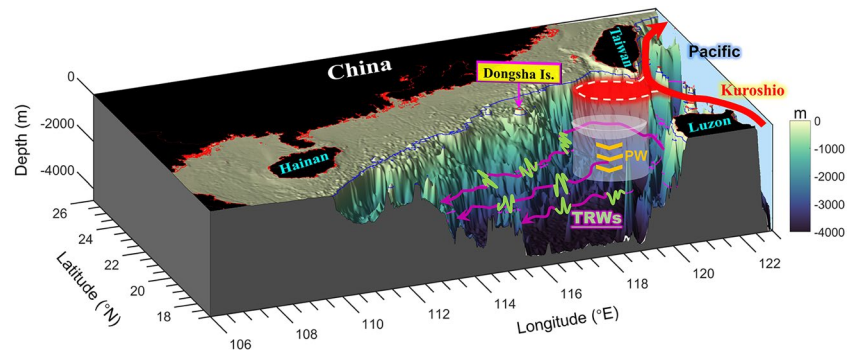 China
Taiwan
Pacific
Dongsha Is.
Kuroshio
Luzon
Hainan
PW
TRWs
Depth (m)
0
-2000
-4000
Latitude (°N)
26
24
22
20
18
Longitude (°E)
106
108
110
112
114
116
118
120
122
m
0
-1000
-2000
-3000
-4000